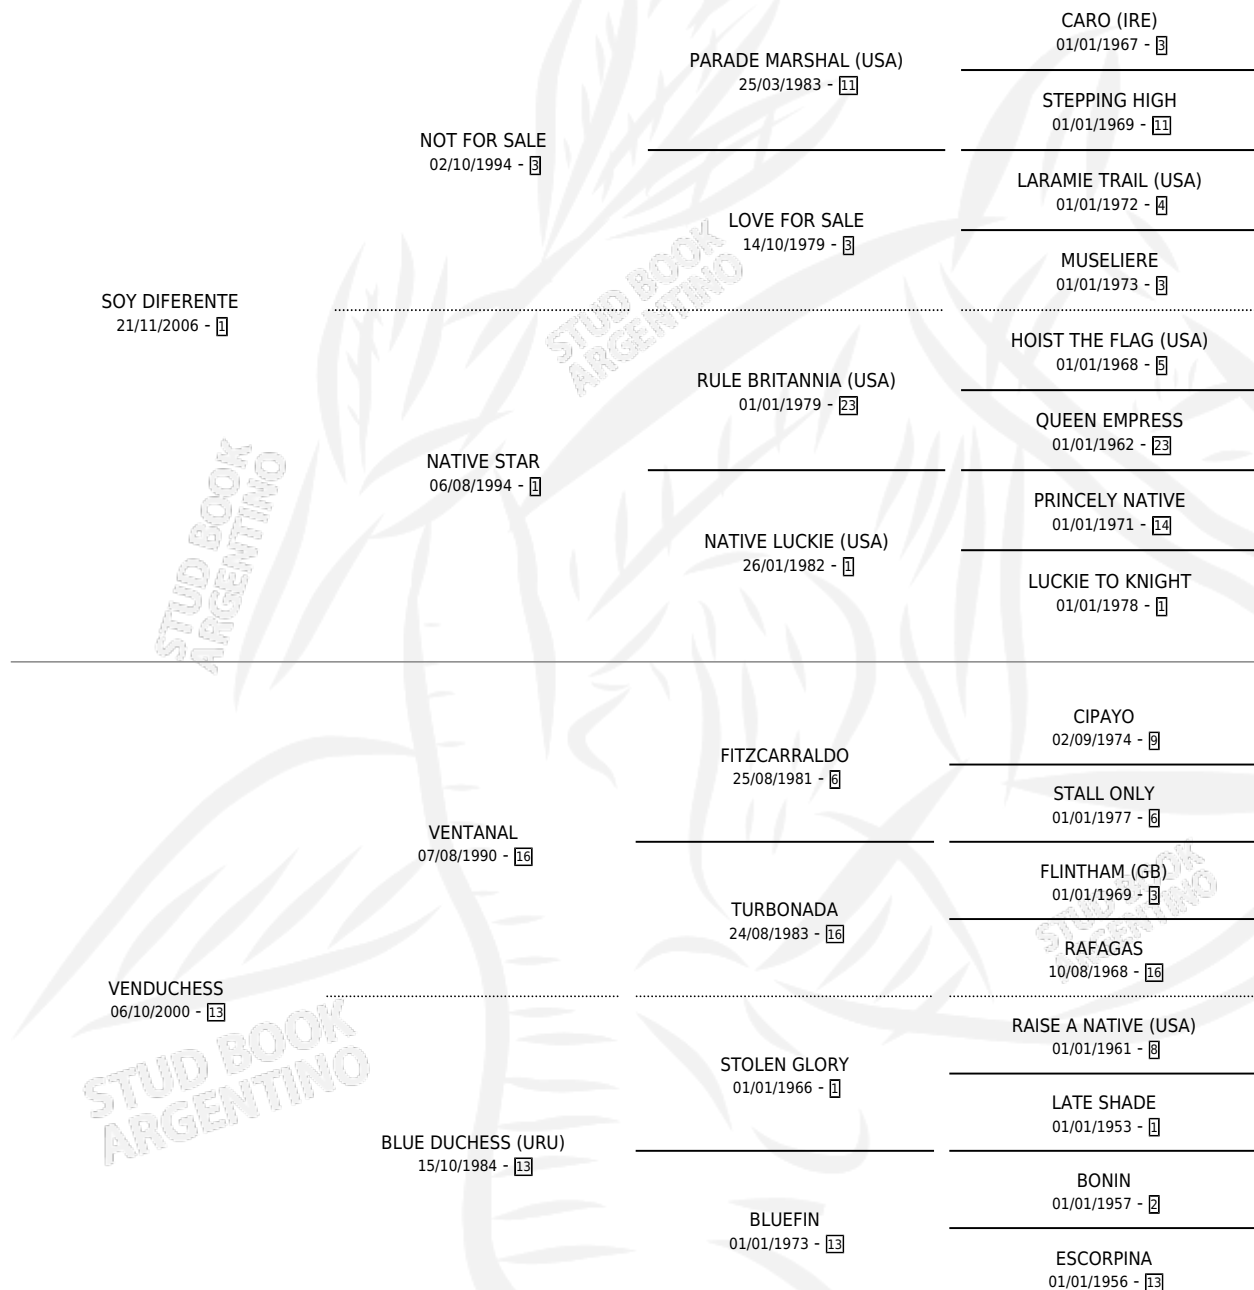 CARO (IRE)
01/01/1967 - 3
PARADE MARSHAL (USA)
25/03/1983 - 11
STEPPING HIGH
01/01/1969 - 11
NOT FOR SALE
02/10/1994 - 3
LARAMIE TRAIL (USA)
01/01/1972 - 4
LOVE FOR SALE
14/10/1979 - 3
MUSELIERE
01/01/1973 - 3
SOY DIFERENTE
21/11/2006 - 1
HOIST THE FLAG (USA)
01/01/1968 - 5
RULE BRITANNIA (USA)
01/01/1979 - 23
QUEEN EMPRESS
01/01/1962 - 23
NATIVE STAR
06/08/1994 - 1
PRINCELY NATIVE
01/01/1971 - 14
NATIVE LUCKIE (USA)
26/01/1982 - 1
LUCKIE TO KNIGHT
01/01/1978 - 1
CIPAYO
02/09/1974 - 9
FITZCARRALDO
25/08/1981 - 6
STALL ONLY
01/01/1977 - 6
VENTANAL
07/08/1990 - 16
FLINTHAM (GB)
01/01/1969 - 3
TURBONADA
24/08/1983 - 16
RAFAGAS
10/08/1968 - 16
VENDUCHESS
06/10/2000 - 13
RAISE A NATIVE (USA)
01/01/1961 - 8
STOLEN GLORY
01/01/1966 - 1
LATE SHADE
01/01/1953 - 1
BLUE DUCHESS (URU)
15/10/1984 - 13
BONIN
01/01/1957 - 2
BLUEFIN
01/01/1973 - 13
ESCORPINA
01/01/1956 - 13
STUD BOOK
ARGENTINO
STUD BOOK
ARGENTINO
STUD BOOK
ARGENTINO
STUD BOOK
ARGENTINO